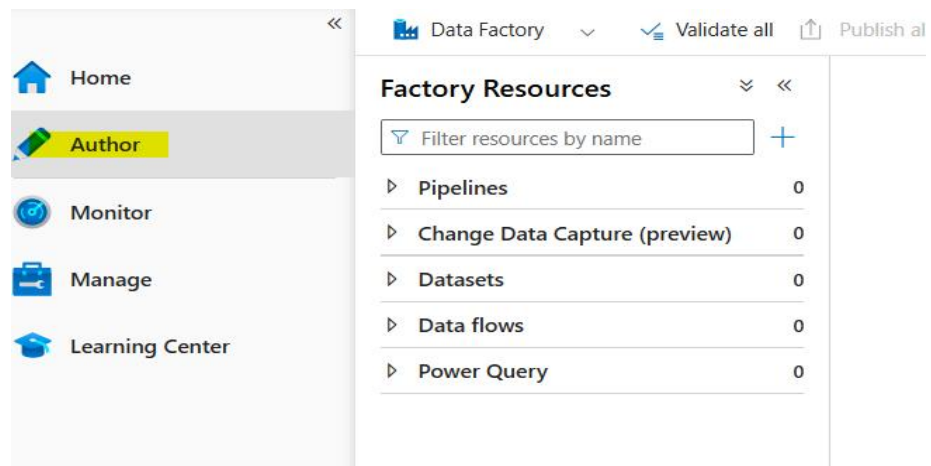 Data Factory
Validate all
Publish al
Home
Author
Monitor
Manage
Learning Center
Factory Resources
Filter resources by name
Pipelines 0
Change Data Capture (preview) 0
Datasets 0
Data flows 0
Power Query 0